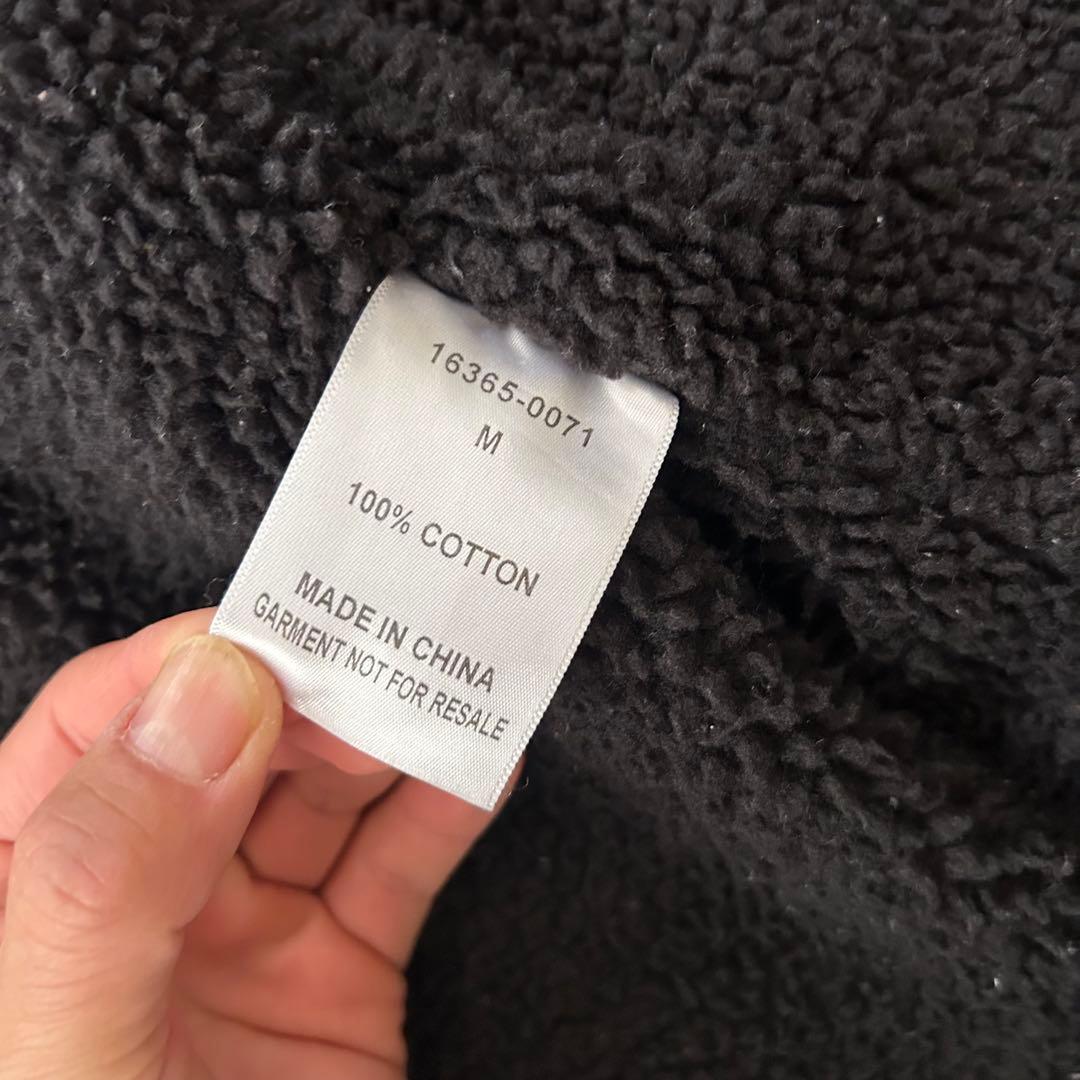 16365-0071
M
100% COTTON
MADE IN CHINA
GARMENT NOT FOR RESALE